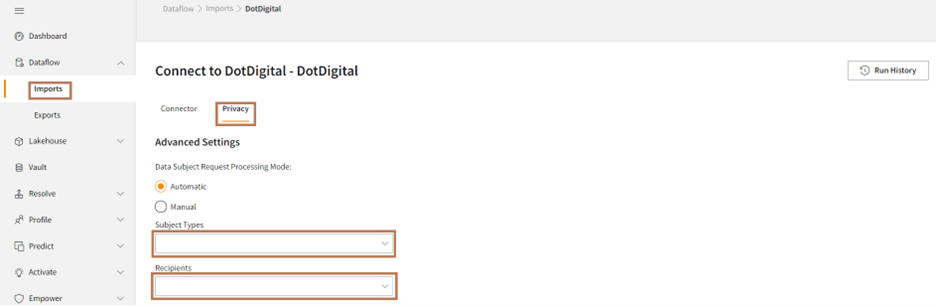 Dataflow > Imports > DotDigital
Dashboard
Dataflow
Imports
Exports
Lakehouse
Vault
Resolve
Profile
Predict
Activate
Empower
Connect to DotDigital - DotDigital
Run History
Connector
Privacy
Advanced Settings
Data Subject Request Processing Mode:
Automatic
Manual
Subject Types
Recipients